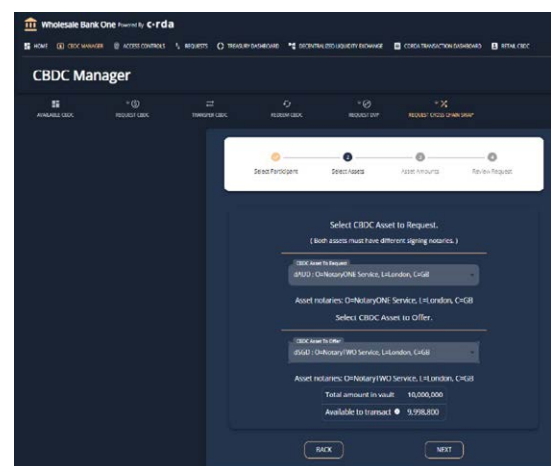 Wholesale Bank One Powered By c·rda
HOME CBDC MANAGER ACCESS CONTROLS REQUESTS TREASURY DASHBOARD DECENTRALIZED LIQUIDITY EXCHANGE CORDA TRANSACTION DASHBOARD RETAIL CBDC
CBDC Manager
AVAILABLE CBDC REQUEST CBDC TRANSFER CBDC REDEEM CBDC REQUEST DVP REQUEST CROSS CHAIN SWAP
Select Participant Select Assets Asset Amounts Review Request
Select CBDC Asset to Request.
( Both assets must have different signing notaries. )
CBDC Asset To Request
dAUD : O=NotaryONE Service, L=London, C=GB
Asset notaries: O=NotaryONE Service, L=London, C=GB
Select CBDC Asset to Offer.
CBDC Asset To Offer
dSGD : O=NotaryTWO Service, L=London, C=GB
Asset notaries: O=NotaryTWO Service, L=London, C=GB
Total amount in vault 10,000,000
Available to transact 9,998,800
BACK NEXT